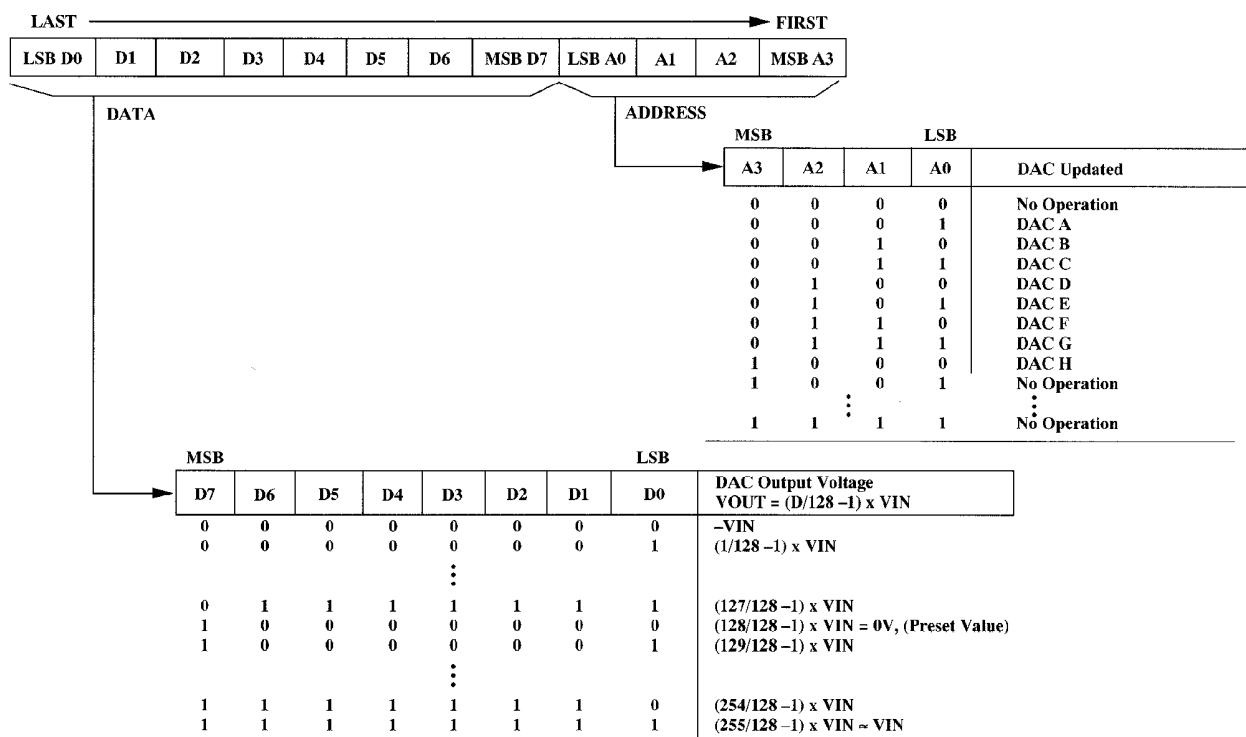 LAST FIRST
LSB D0 D1 D2 D3 D4 D5 D6 MSB D7 LSB A0 A1 A2 MSB A3
DATA ADDRESS
MSB LSB
A3 A2 A1 A0 DAC Updated
0 0 0 0 No Operation
0 0 0 1 DAC A
0 0 1 0 DAC B
0 0 1 1 DAC C
0 1 0 0 DAC D
0 1 0 1 DAC E
0 1 1 0 DAC F
0 1 1 1 DAC G
1 0 0 0 DAC H
1 0 0 1 No Operation
1 1 1 1 No Operation
MSB LSB
D7 D6 D5 D4 D3 D2 D1 D0 DAC Output Voltage
VOUT = (D/128 –1) x VIN
0 0 0 0 0 0 0 0 –VIN
0 0 0 0 0 0 0 1 (1/128 –1) x VIN
0 1 1 1 1 1 1 1 (127/128 –1) x VIN
1 0 0 0 0 0 0 0 (128/128 –1) x VIN = 0V, (Preset Value)
1 0 0 0 0 0 0 1 (129/128 –1) x VIN
1 1 1 1 1 1 1 0 (254/128 –1) x VIN
1 1 1 1 1 1 1 1 (255/128 –1) x VIN ≈ VIN